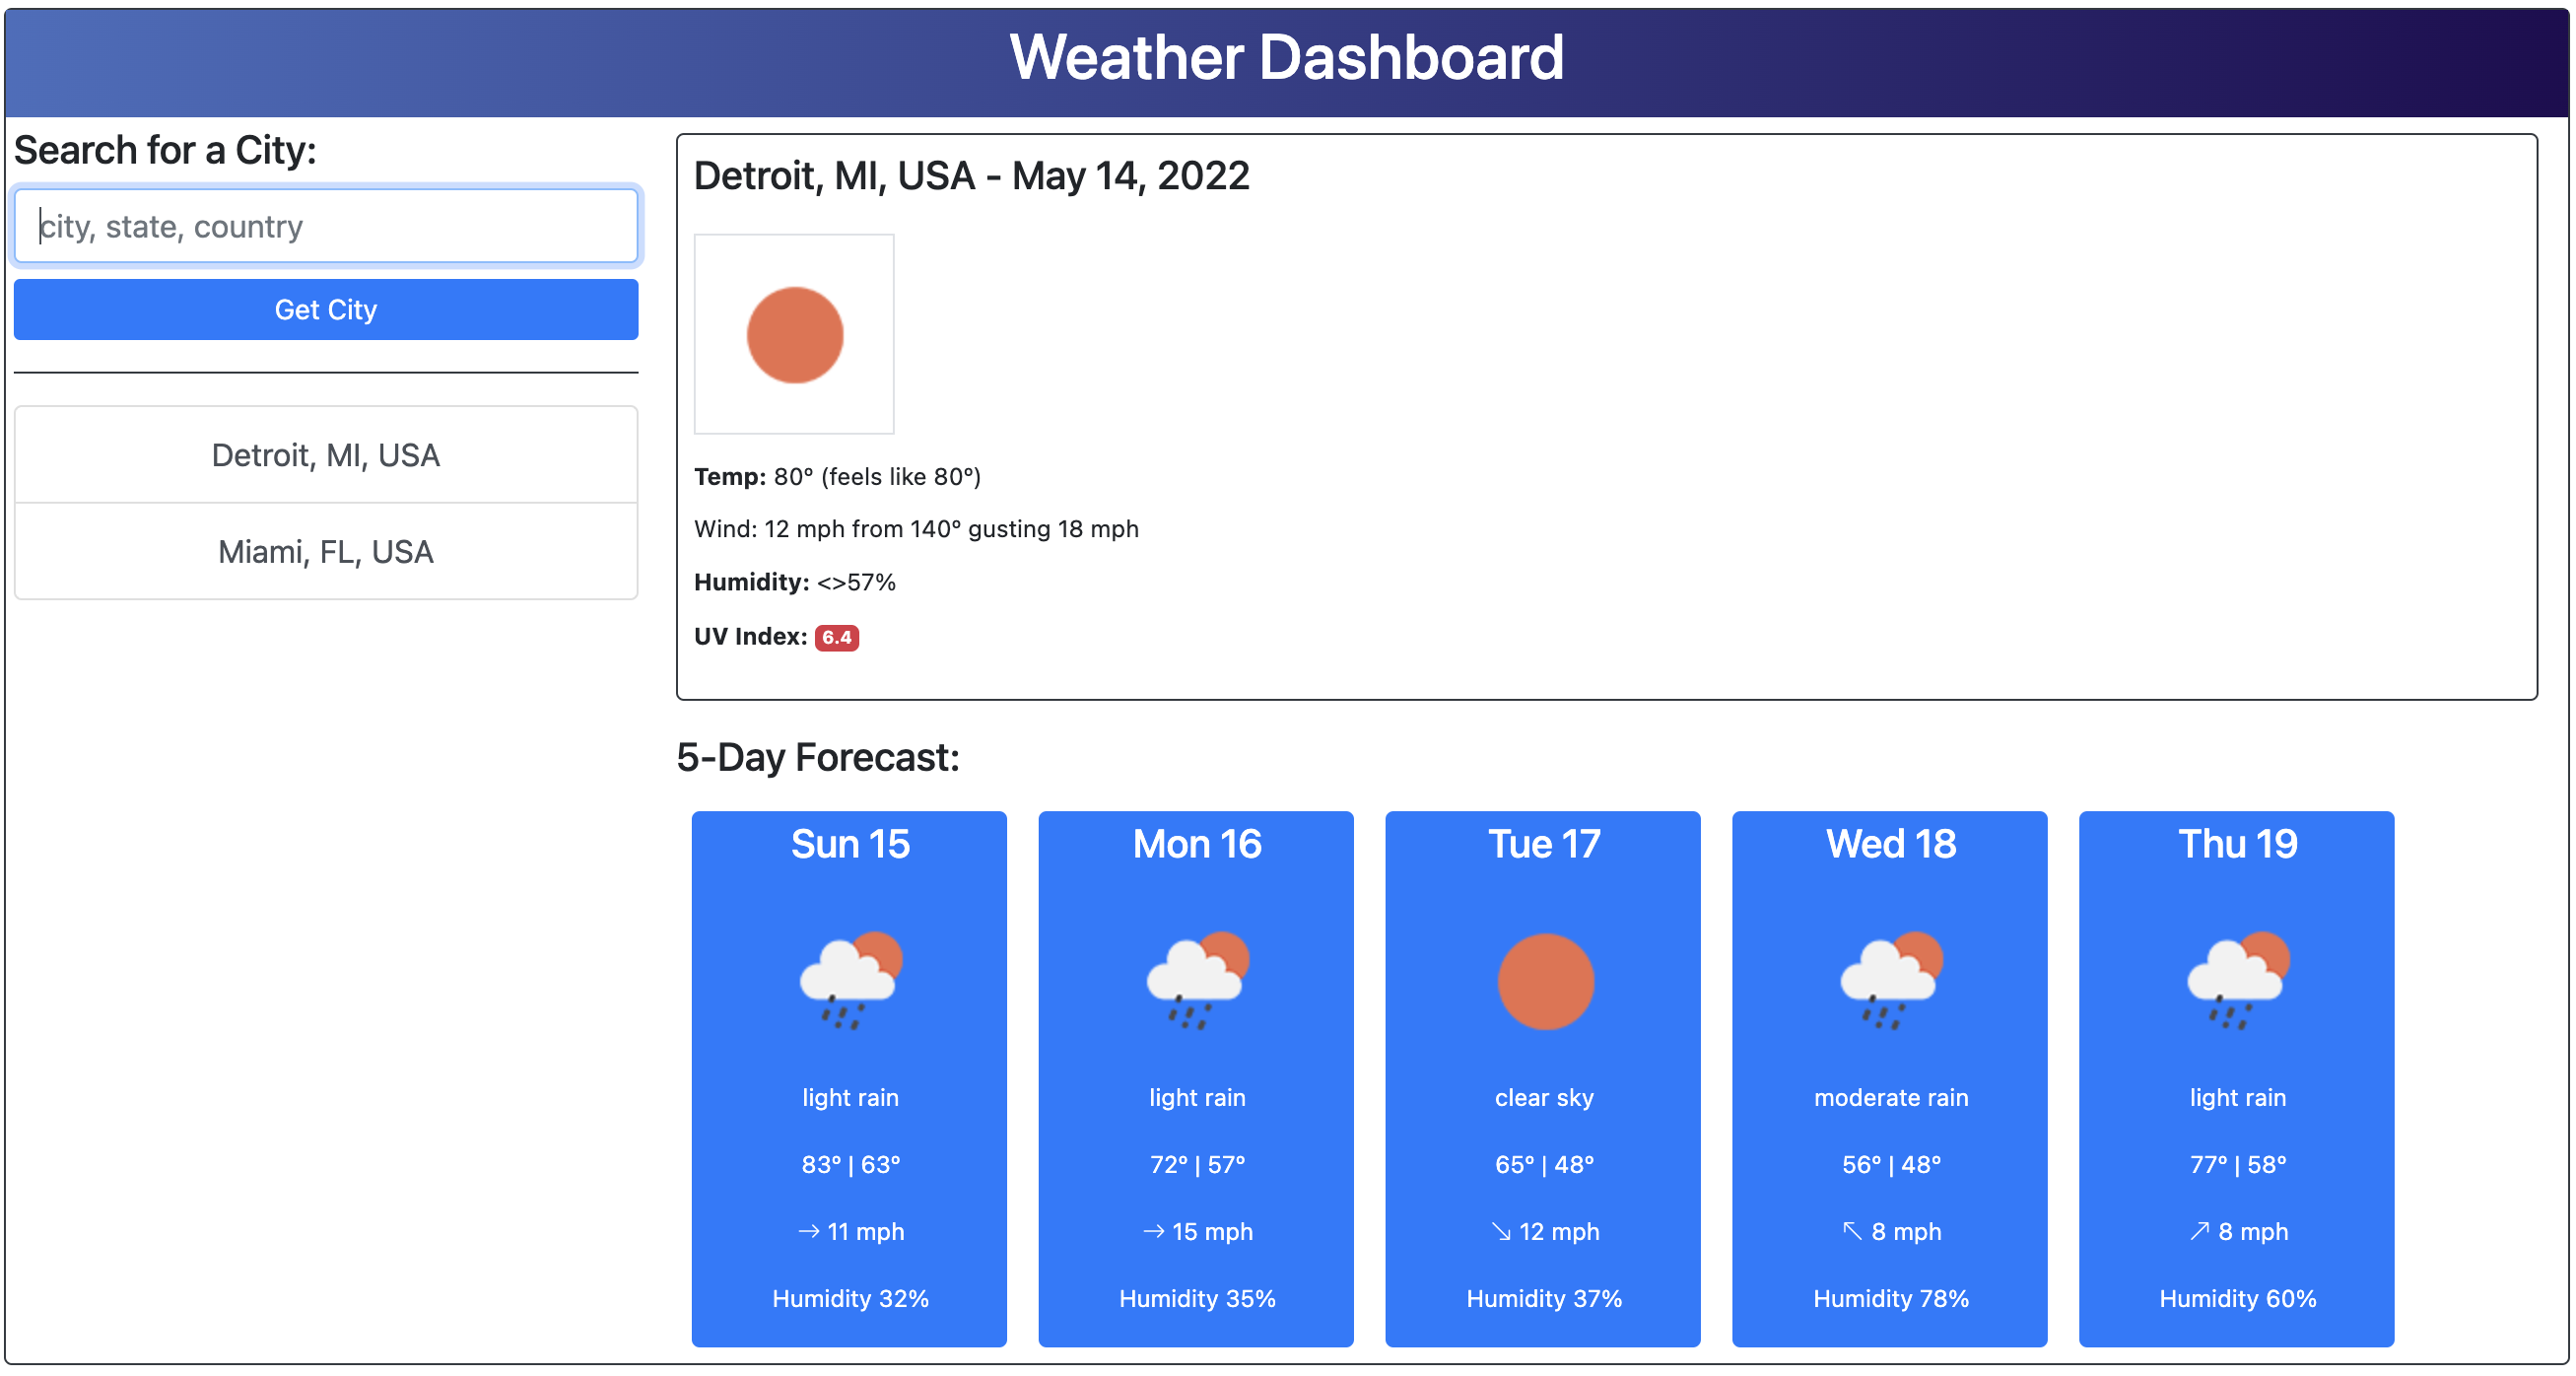 Weather Dashboard
Search for a City:
city, state, country
Get City
Detroit, MI, USA
Miami, FL, USA
Detroit, MI, USA - May 14, 2022
Temp: 80° (feels like 80°)
Wind: 12 mph from 140° gusting 18 mph
Humidity: <>57%
UV Index: 6.4
5-Day Forecast:
Sun 15
light rain
83° | 63°
→ 11 mph
Humidity 32%
Mon 16
light rain
72° | 57°
→ 15 mph
Humidity 35%
Tue 17
clear sky
65° | 48°
↘ 12 mph
Humidity 37%
Wed 18
moderate rain
56° | 48°
↖ 8 mph
Humidity 78%
Thu 19
light rain
77° | 58°
↗ 8 mph
Humidity 60%